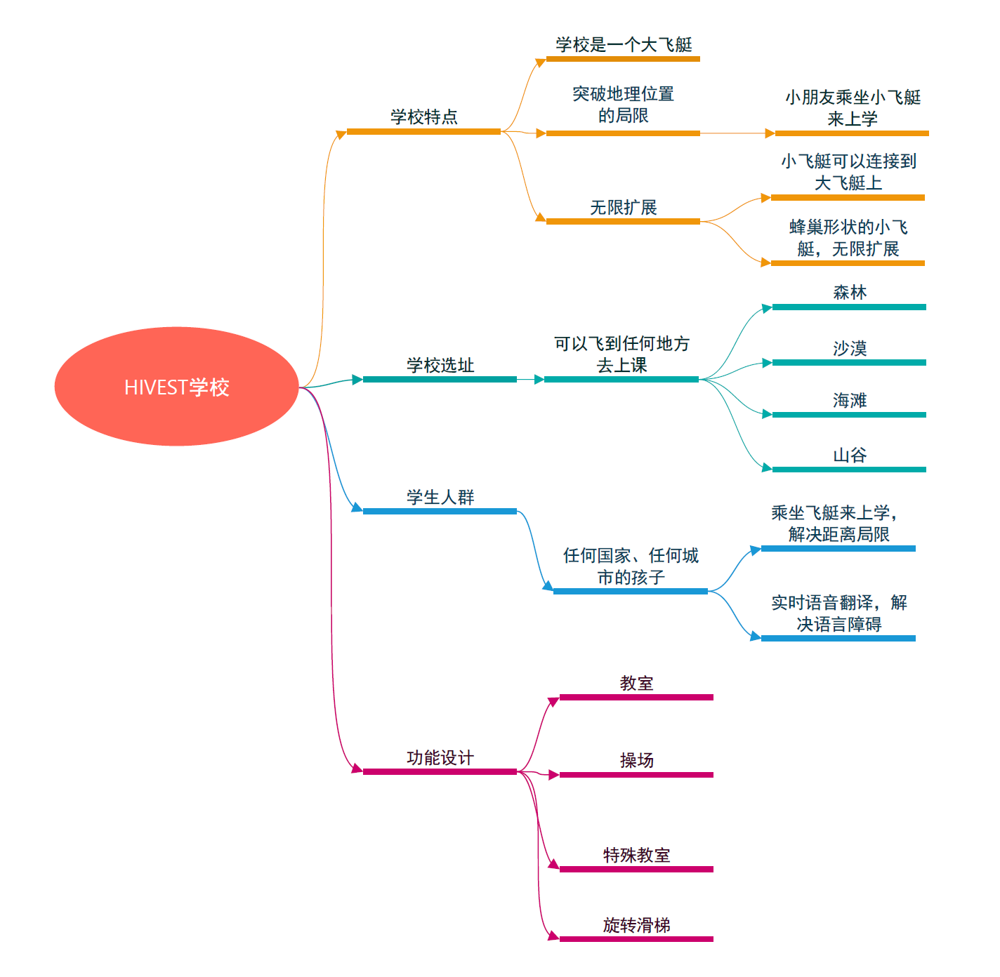 HIVEST学校
学校特点
学校是一个大飞艇
突破地理位置
的局限
小朋友乘坐小飞艇
来上学
无限扩展
小飞艇可以连接到
大飞艇上
蜂巢形状的小飞
艇，无限扩展
学校选址
可以飞到任何地方
去上课
森林
沙漠
海滩
山谷
学生人群
任何国家、任何城
市的孩子
乘坐飞艇来上学，
解决距离局限
实时语音翻译，解
决语言障碍
功能设计
教室
操场
特殊教室
旋转滑梯